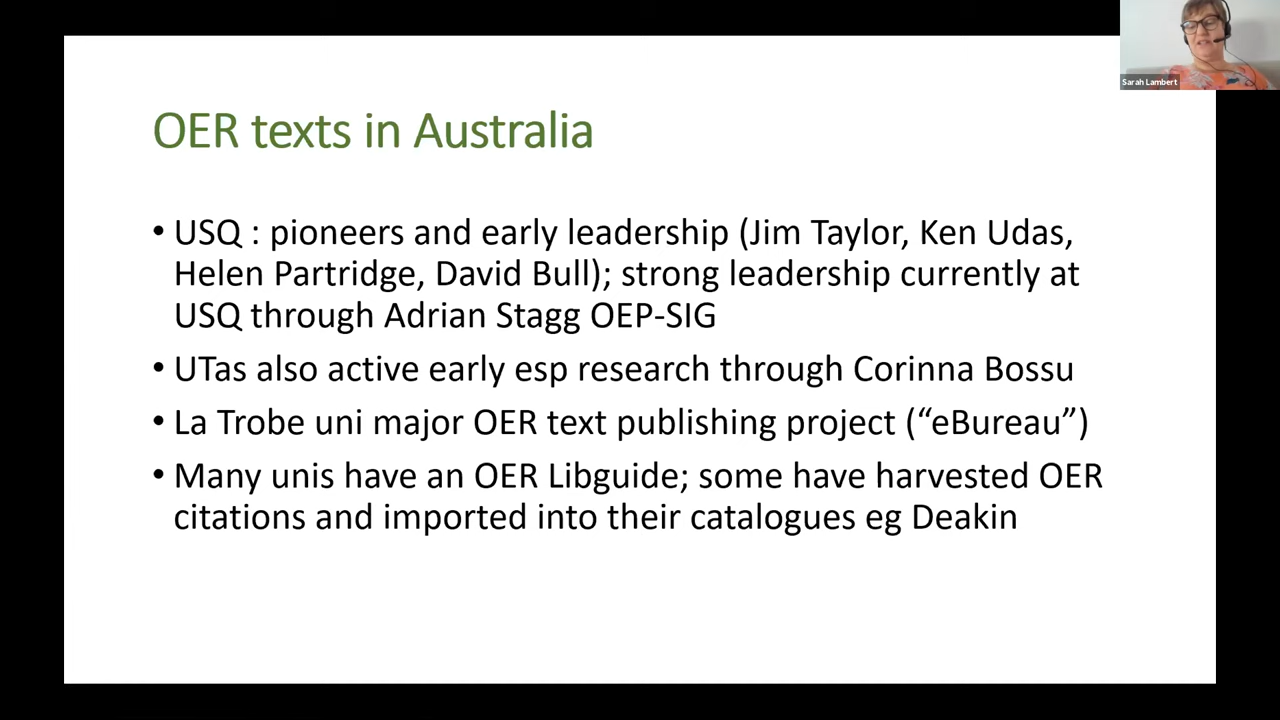 Sarah Lambert
OER texts in Australia
• USQ : pioneers and early leadership (Jim Taylor, Ken Udas,
Helen Partridge, David Bull); strong leadership currently at
USQ through Adrian Stagg OEP-SIG
• UTas also active early esp research through Corinna Bossu
• La Trobe uni major OER text publishing project (“eBureau”)
• Many unis have an OER Libguide; some have harvested OER
citations and imported into their catalogues eg Deakin